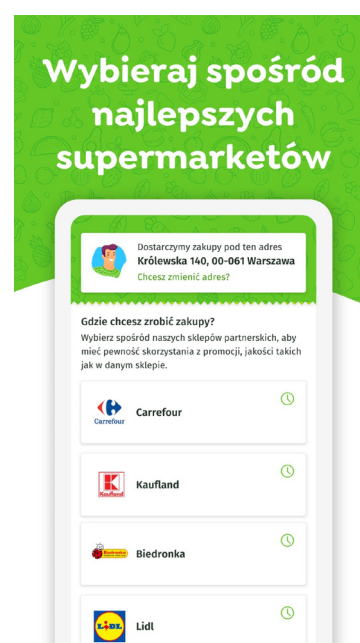 Wybieraj spośród
najlepszych
supermarketów
Dostarczymy zakupy pod ten adres
Królewska 140, 00-061 Warszawa
Chcesz zmienić adres?
Gdzie chcesz zrobić zakupy?
Wybierz spośród naszych sklepów partnerskich, aby
mieć pewność skorzystania z promocji, jakości takich
jak w danym sklepie.
Carrefour
Carrefour
Kaufland
Kaufland
Biedronka
Biedronka
LIDL
Lidl